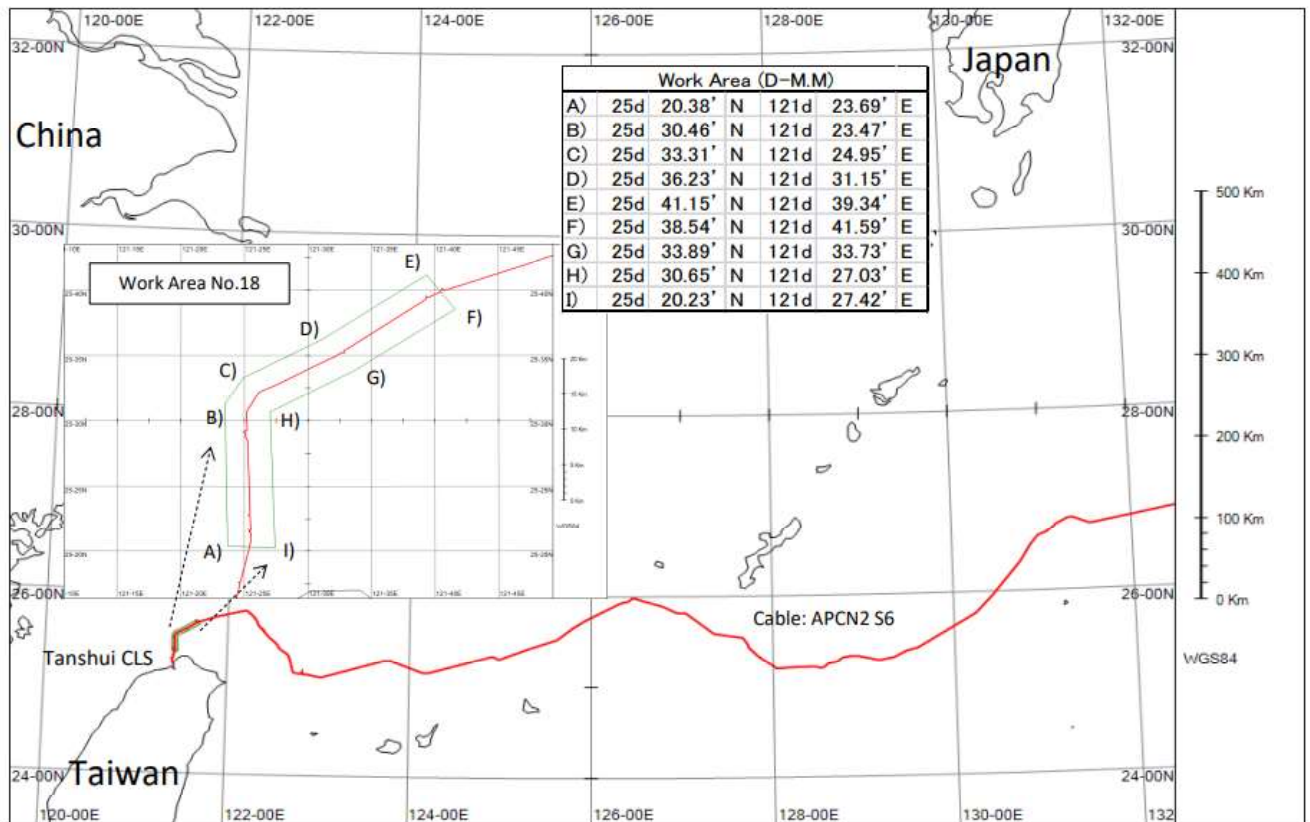 120-00E 122-00E 124-00E 126-00E 128-00E 130-00E 132-00E
32-00N 32-00N
Japan
China
Work Area (D-M.M)
A) 25d 20.38' N 121d 23.69' E
B) 25d 30.46' N 121d 23.47' E
C) 25d 33.31' N 121d 24.95' E
D) 25d 36.23' N 121d 31.15' E
E) 25d 41.15' N 121d 39.34' E
F) 25d 38.54' N 121d 41.59' E
G) 25d 33.89' N 121d 33.73' E
H) 25d 30.65' N 121d 27.03' E
I) 25d 20.23' N 121d 27.42' E
500 Km
30-00N 30-00N
400 Km
Work Area No.18
E)
F)
D)
300 Km
C)
G)
28-00N 28-00N
B)
H)
200 Km
100 Km
A)
I)
26-00N 26-00N
0 Km
Cable: APCN2 S6
Tanshui CLS
WGS84
24-00N 24-00N
Taiwan
120-00E 122-00E 124-00E 126-00E 128-00E 130-00E 132